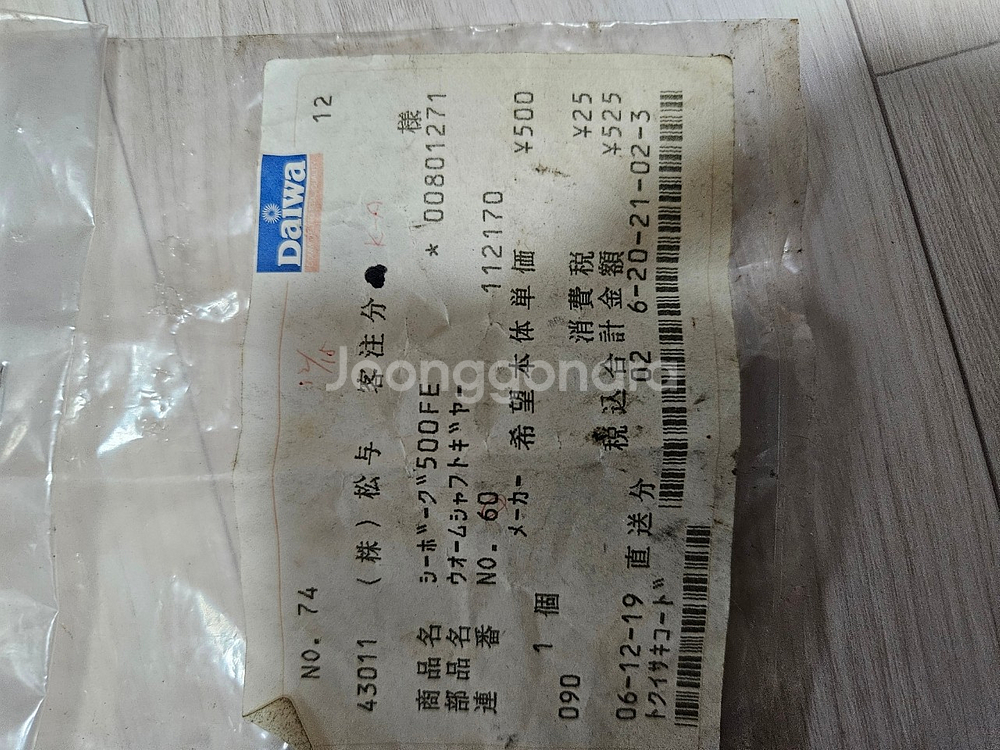 Daiwa
12
NO. 74
43011 (株)松与 客注分 様
商品名 シーボーグ500FE * 00801271
部品名 ウオームシャフトギヤー
連番 NO. 60 112170
メーカー希望本体単価 ¥500
090 1個
消費税 ¥25
税込合計金額 ¥525
06-12-19 直送分 02 6-20-21-02-3
トクイサキコード
Joonggonara